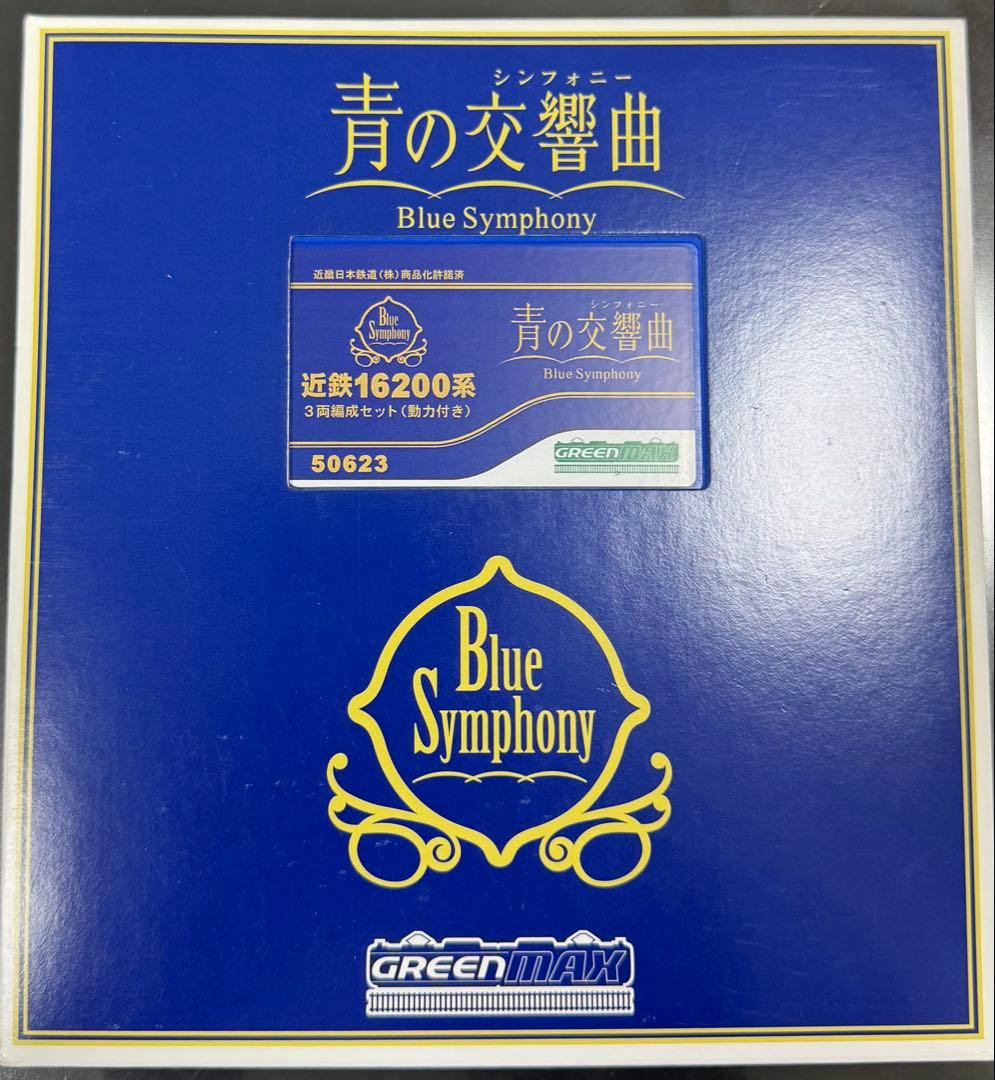 シンフォニー
青の交響曲
Blue Symphony
近畿日本鉄道(株)商品化許諾済
Blue
Symphony
シンフォニー
青の交響曲
Blue Symphony
近鉄16200系
3両編成セット(動力付き)
50623
GREENMAX
Blue
Symphony
GREENMAX